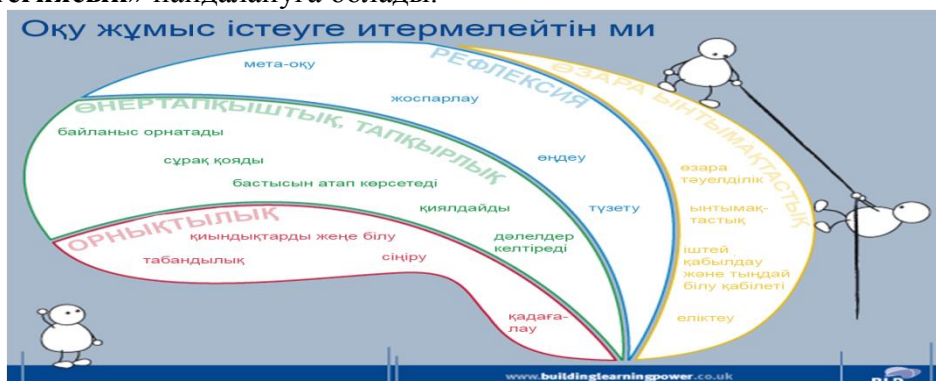 пайдалануға болады.
Оқу жұмыс істеуге итермелейтін ми
РЕФЛЕКСИЯ
мета-оқу
жоспарлау
өңдеу
түзету
ӨЗАРА ЫНТЫМАҚТАСТЫҚ
өзара
тәуелділік
ынтымақ-
тастық
іштей
қабылдау
және тыңдай
білу қабілеті
еліктеу
ӨНЕРТАПҚЫШТЫҚ, ТАПҚЫРЛЫҚ
байланыс орнатады
сұрақ қояды
бастысын атап көрсетеді
қиялдайды
дәлелдер
келтіреді
ОРНЫҚТЫЛЫҚ
қиындықтарды жеңе білу
табандылық
сіңіру
қадаға-
лау
www.buildinglearningpower.co.uk